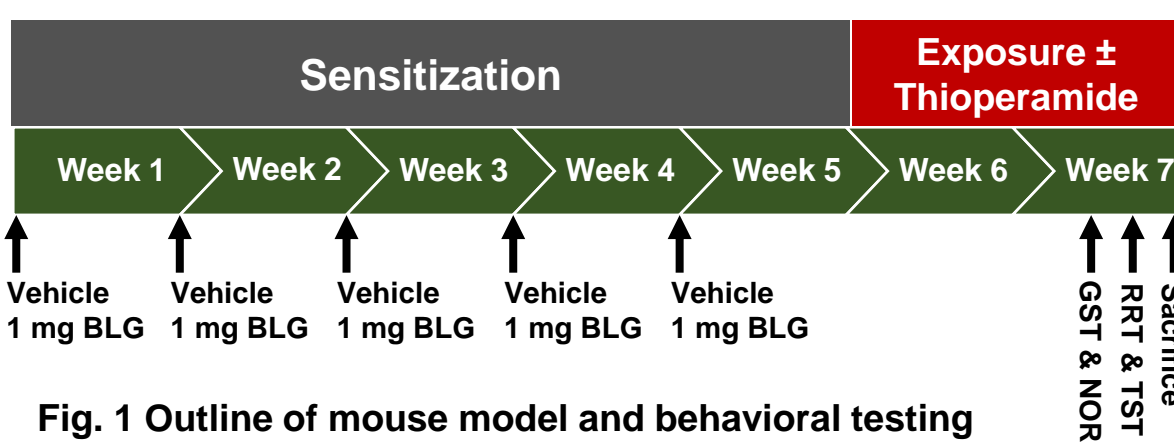 Sensitization
Exposure ±
Thioperamide
Week 1
Week 2
Week 3
Week 4
Week 5
Week 6
Week 7
Vehicle
1 mg BLG
Vehicle
1 mg BLG
Vehicle
1 mg BLG
Vehicle
1 mg BLG
Vehicle
1 mg BLG
GST & NOR
RRT & TST
Sacrifice
Fig. 1 Outline of mouse model and behavioral testing